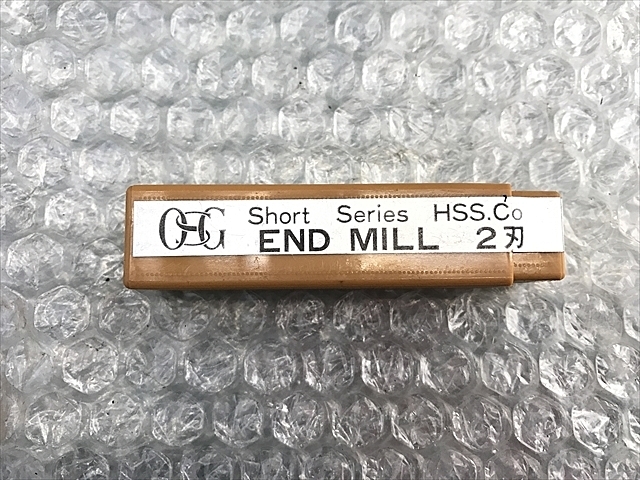 OSG Short Series HSS.Co
END MILL 2刃